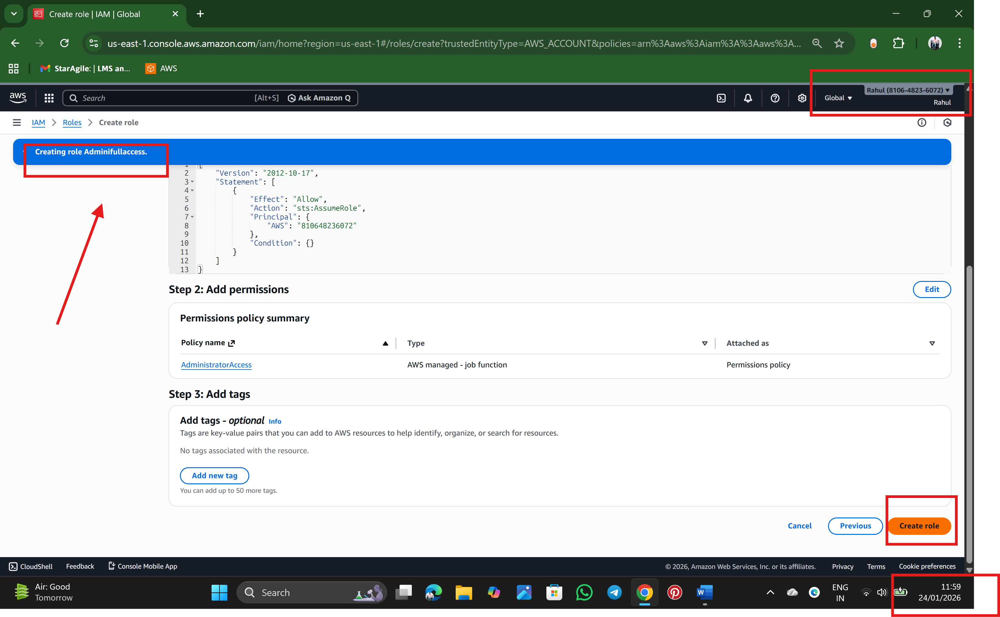 Create role | IAM | Global
us-east-1.console.aws.amazon.com/iam/home?region=us-east-1#/roles/create?trustedEntityType=AWS_ACCOUNT&policies=arn%3Aaws%3Aiam%3A%3Aaws%3A...
StarAgile: | LMS an...
AWS
aws
Search
[Alt+S]
Ask Amazon Q
Global
Rahul (8106-4823-6072)
Rahul
IAM
Roles
Create role
Creating role Adminifullaccess.
1 {
2 "Version": "2012-10-17",
3 "Statement": [
4 {
5 "Effect": "Allow",
6 "Action": "sts:AssumeRole",
7 "Principal": {
8 "AWS": "810648236072"
9 },
10 "Condition": {}
11 }
12 ]
13 }
Step 2: Add permissions
Edit
Permissions policy summary
Policy name
Type
Attached as
AdministratorAccess
AWS managed - job function
Permissions policy
Step 3: Add tags
Add tags - optional Info
Tags are key-value pairs that you can add to AWS resources to help identify, organize, or search for resources.
No tags associated with the resource.
Add new tag
You can add up to 50 more tags.
Cancel
Previous
Create role
CloudShell
Feedback
Console Mobile App
© 2026, Amazon Web Services, Inc. or its affiliates.
Privacy
Terms
Cookie preferences
Air: Good
Tomorrow
Search
ENG
IN
11:59
24/01/2026